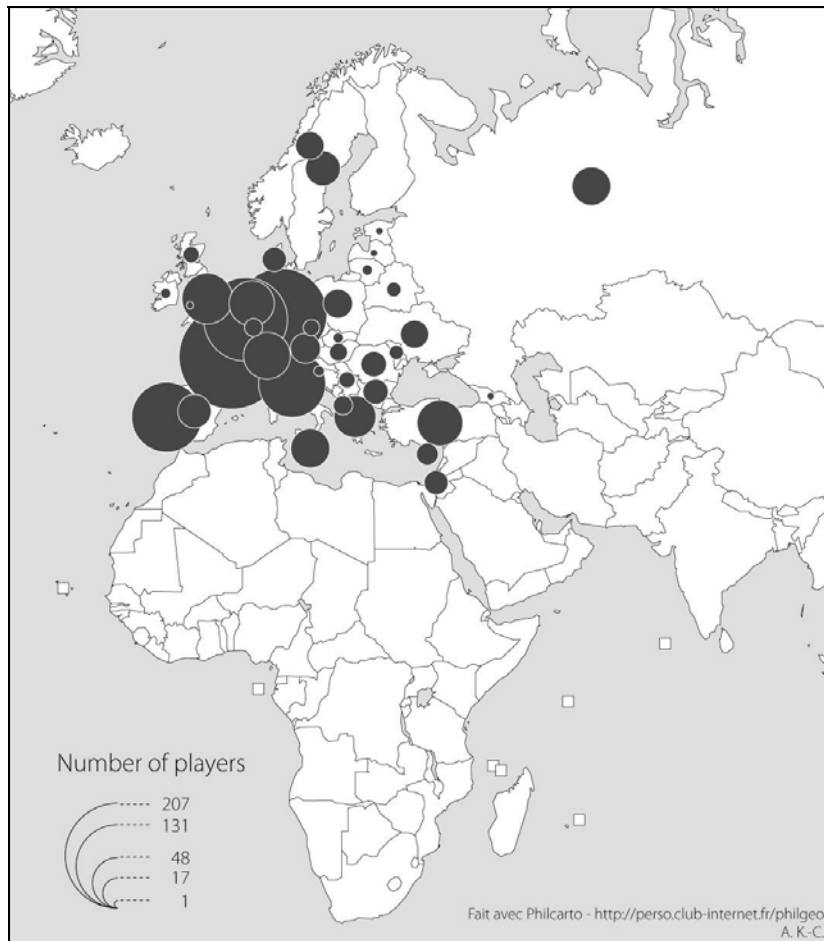 Number of players
207
131
48
17
1
Fait avec Philcarto - http://perso.club-internet.fr/philgeo
A. K.-C.